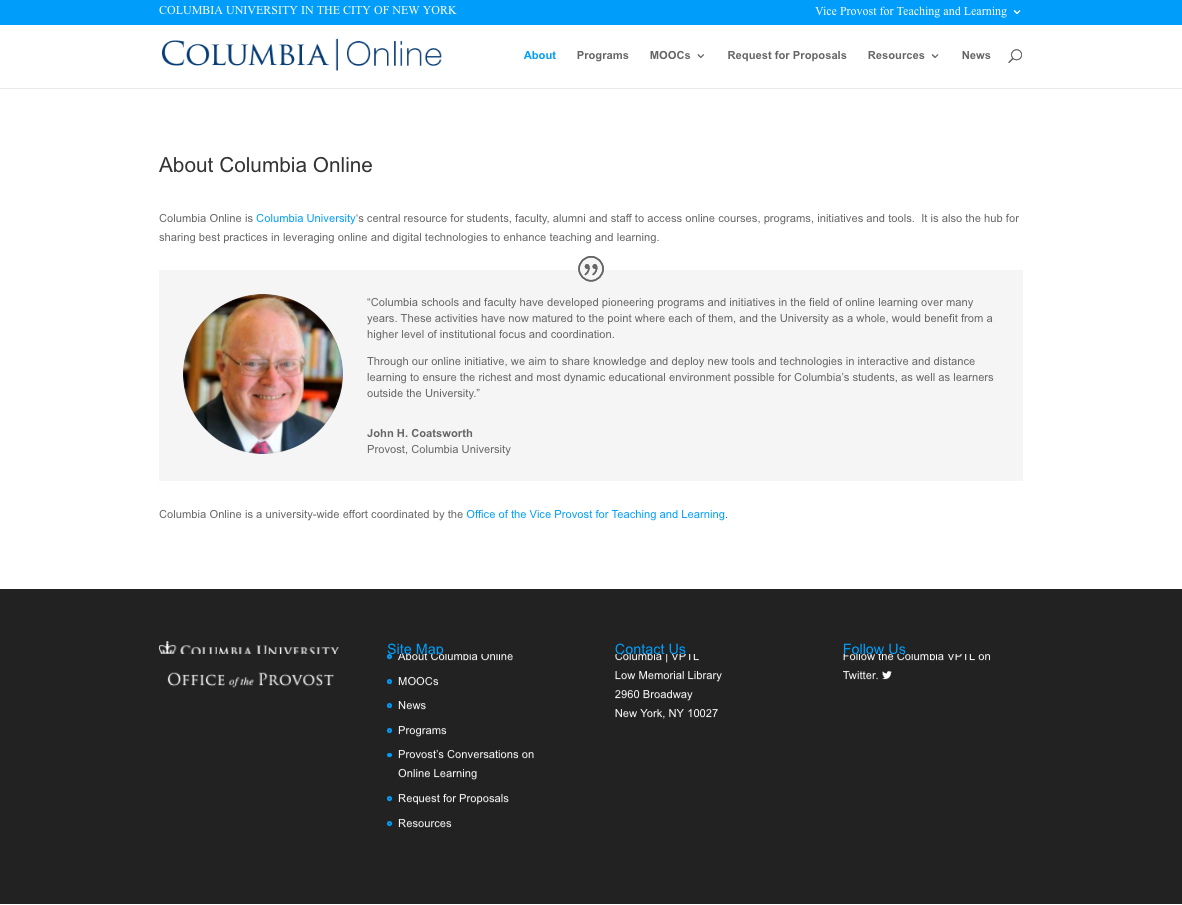 COLUMBIA UNIVERSITY IN THE CITY OF NEW YORK
Vice Provost for Teaching and Learning
COLUMBIA | Online
About Programs MOOCs Request for Proposals Resources News
About Columbia Online
Columbia Online is Columbia University's central resource for students, faculty, alumni and staff to access online courses, programs, initiatives and tools.  It is also the hub for
sharing best practices in leveraging online and digital technologies to enhance teaching and learning.
“Columbia schools and faculty have developed pioneering programs and initiatives in the field of online learning over many
years. These activities have now matured to the point where each of them, and the University as a whole, would benefit from a
higher level of institutional focus and coordination.
Through our online initiative, we aim to share knowledge and deploy new tools and technologies in interactive and distance
learning to ensure the richest and most dynamic educational environment possible for Columbia’s students, as well as learners
outside the University.”
John H. Coatsworth
Provost, Columbia University
Columbia Online is a university-wide effort coordinated by the Office of the Vice Provost for Teaching and Learning.
COLUMBIA UNIVERSITY
OFFICE of the PROVOST
Site Map
About Columbia Online
MOOCs
News
Programs
Provost’s Conversations on
Online Learning
Request for Proposals
Resources
Contact Us
Columbia | VPTL
Low Memorial Library
2960 Broadway
New York, NY 10027
Follow Us
Follow the Columbia VPTL on
Twitter.